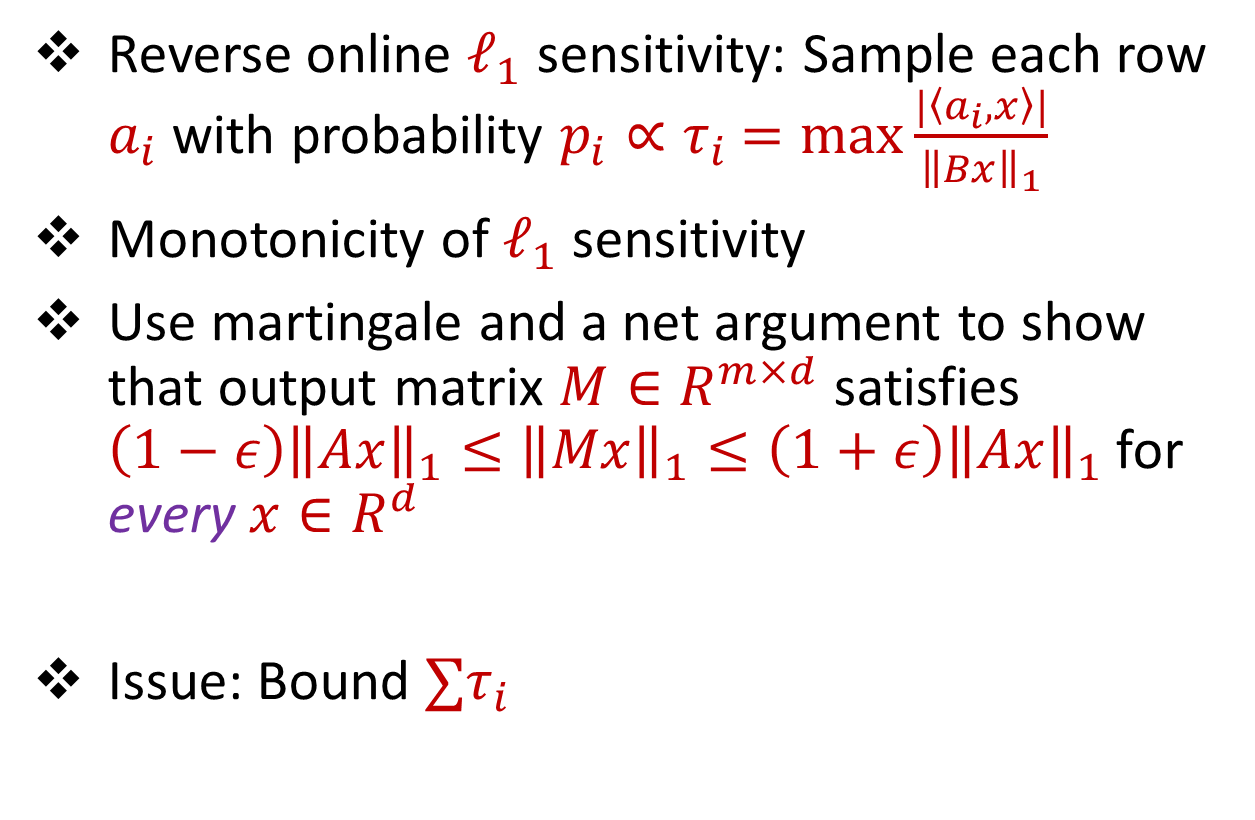 ❖ Reverse online ℓ₁ sensitivity: Sample each row
aᵢ with probability pᵢ ∝ τᵢ = max |⟨aᵢ,x⟩| / ‖Bx‖₁
❖ Monotonicity of ℓ₁ sensitivity
❖ Use martingale and a net argument to show
that output matrix M ∈ R^{m×d} satisfies
(1 − ϵ)‖Ax‖₁ ≤ ‖Mx‖₁ ≤ (1 + ϵ)‖Ax‖₁ for
every x ∈ R^d
❖ Issue: Bound ∑τᵢ